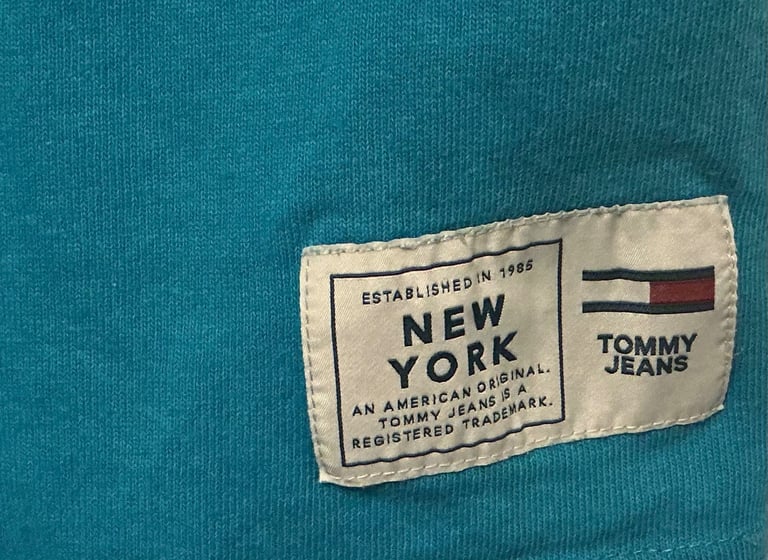 ESTABLISHED IN 1985
NEW
YORK
AN AMERICAN ORIGINAL.
TOMMY JEANS IS A
REGISTERED TRADEMARK.
TOMMY
JEANS